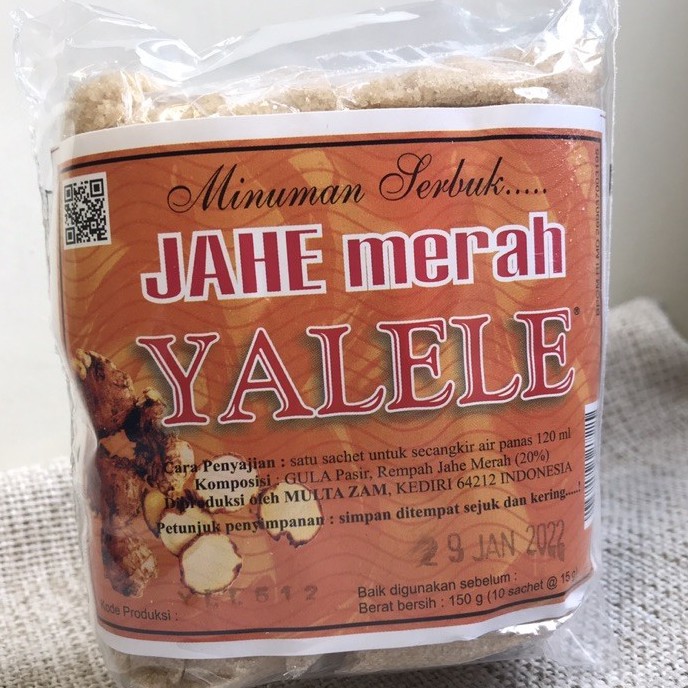 Minuman Serbuk.....
JAHE merah
YALELE®
Cara Penyajian : satu sachet untuk secangkir air panas 120 ml
Komposisi : GULA Pasir, Rempah Jahe Merah (20%)
Diproduksi oleh MULTA ZAM, KEDIRI 64212 INDONESIA
Petunjuk penyimpanan : simpan ditempat sejuk dan kering.....!
29 JAN 2022
Baik digunakan sebelum :
Kode Produksi :
Berat bersih : 150 g (10 sachet @ 15 g